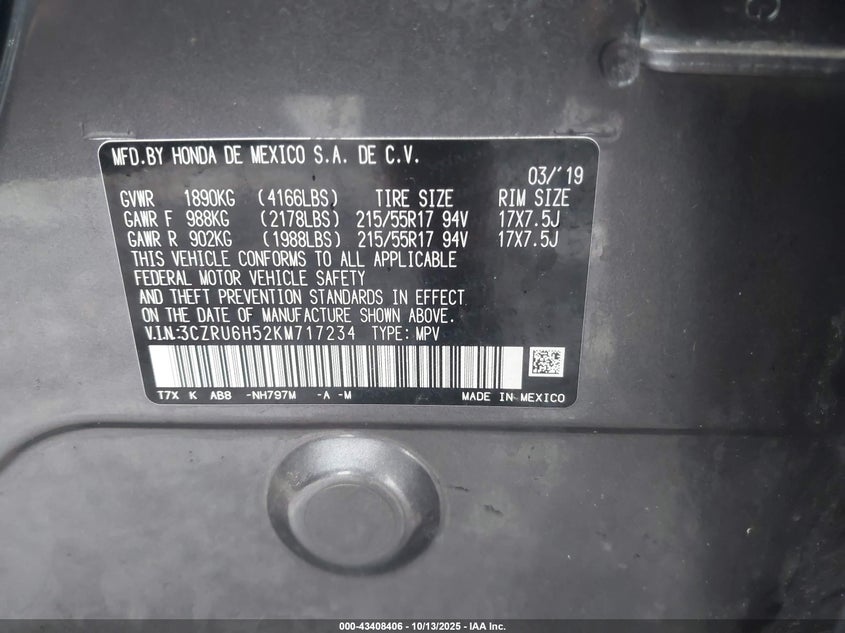 MFD.BY HONDA DE MEXICO S.A. DE C.V.
03/'19
GVWR 1890KG (4166LBS) TIRE SIZE RIM SIZE
GAWR F 988KG (2178LBS) 215/55R17 94V 17X7.5J
GAWR R 902KG (1988LBS) 215/55R17 94V 17X7.5J
THIS VEHICLE CONFORMS TO ALL APPLICABLE
FEDERAL MOTOR VEHICLE SAFETY
AND THEFT PREVENTION STANDARDS IN EFFECT
ON THE DATE OF MANUFACTURE SHOWN ABOVE.
V.I.N:3CZRU6H52KM717234 TYPE: MPV
T7X K AB8 -NH797M -A -M MADE IN MEXICO
000-43408406 - 10/13/2025 - IAA Inc.